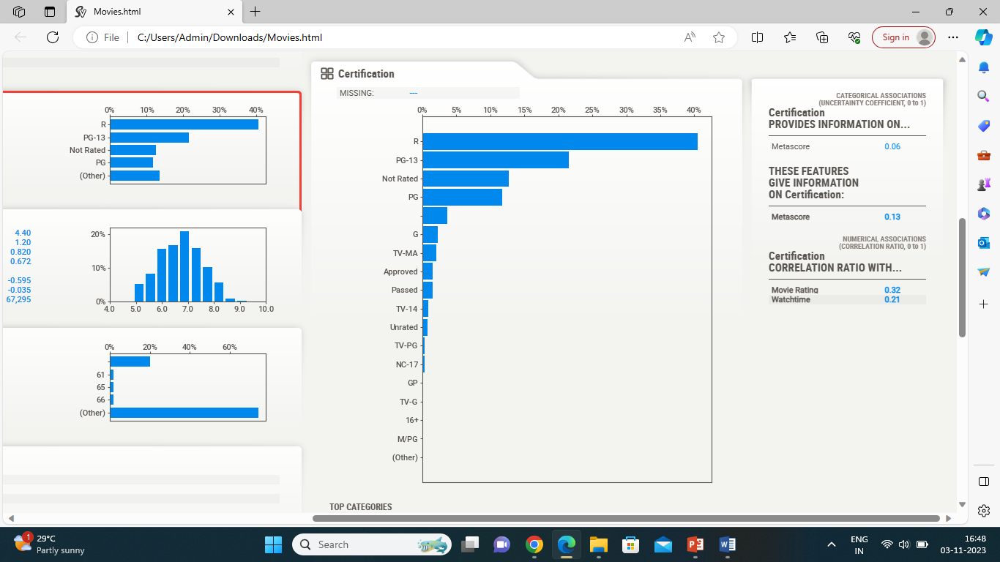 Movies.html
File
C:/Users/Admin/Downloads/Movies.html
Sign in
0% 10% 20% 30% 40%
R
PG-13
Not Rated
PG
(Other)
4.40
1.20
0.820
0.672
-0.595
-0.035
67,295
20%
10%
0%
4.0 5.0 6.0 7.0 8.0 9.0 10.0
0% 20% 40% 60%
61
65
66
(Other)
Certification
MISSING: ---
0% 5% 10% 15% 20% 25% 30% 35% 40%
R
PG-13
Not Rated
PG
G
TV-MA
Approved
Passed
TV-14
Unrated
TV-PG
NC-17
GP
TV-G
16+
M/PG
(Other)
TOP CATEGORIES
CATEGORICAL ASSOCIATIONS
(UNCERTAINTY COEFFICIENT, 0 to 1)
Certification
PROVIDES INFORMATION ON...
Metascore 0.06
THESE FEATURES
GIVE INFORMATION
ON Certification:
Metascore 0.13
NUMERICAL ASSOCIATIONS
(CORRELATION RATIO, 0 to 1)
Certification
CORRELATION RATIO WITH...
Movie Rating 0.32
Watchtime 0.21
1
29°C
Partly sunny
Search
ENG
IN
16:48
03-11-2023